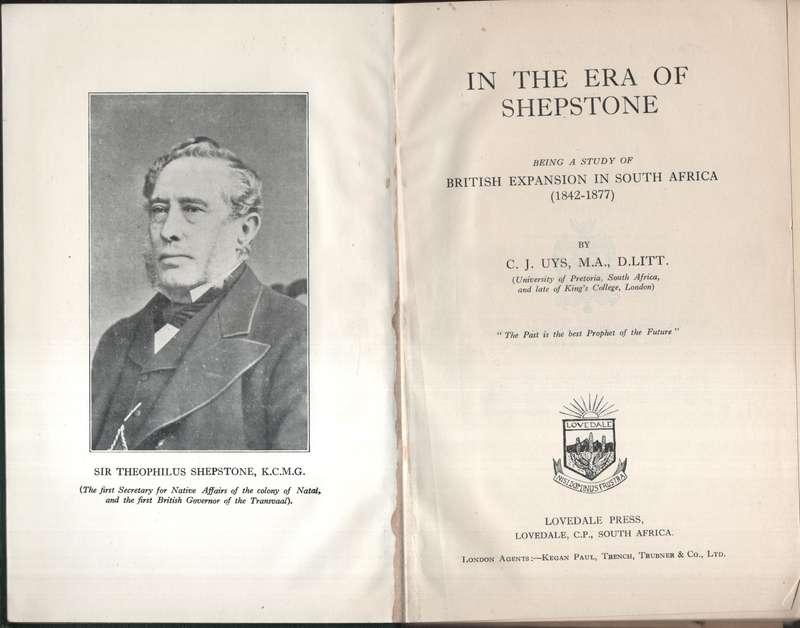 SIR THEOPHILUS SHEPSTONE, K.C.M.G.
(The first Secretary for Native Affairs of the colony of Natal,
and the first British Governor of the Transvaal).
IN THE ERA OF
SHEPSTONE
BEING A STUDY OF
BRITISH EXPANSION IN SOUTH AFRICA
(1842-1877)
BY
C. J. UYS, M.A., D.LITT.
(University of Pretoria, South Africa,
and late of King's College, London)
" The Past is the best Prophet of the Future "
LOVEDALE
NISI DOMINUS FRUSTRA
LOVEDALE PRESS,
LOVEDALE, C.P., SOUTH AFRICA.
LONDON AGENTS:—KEGAN PAUL, TRENCH, TRUBNER & CO., LTD.